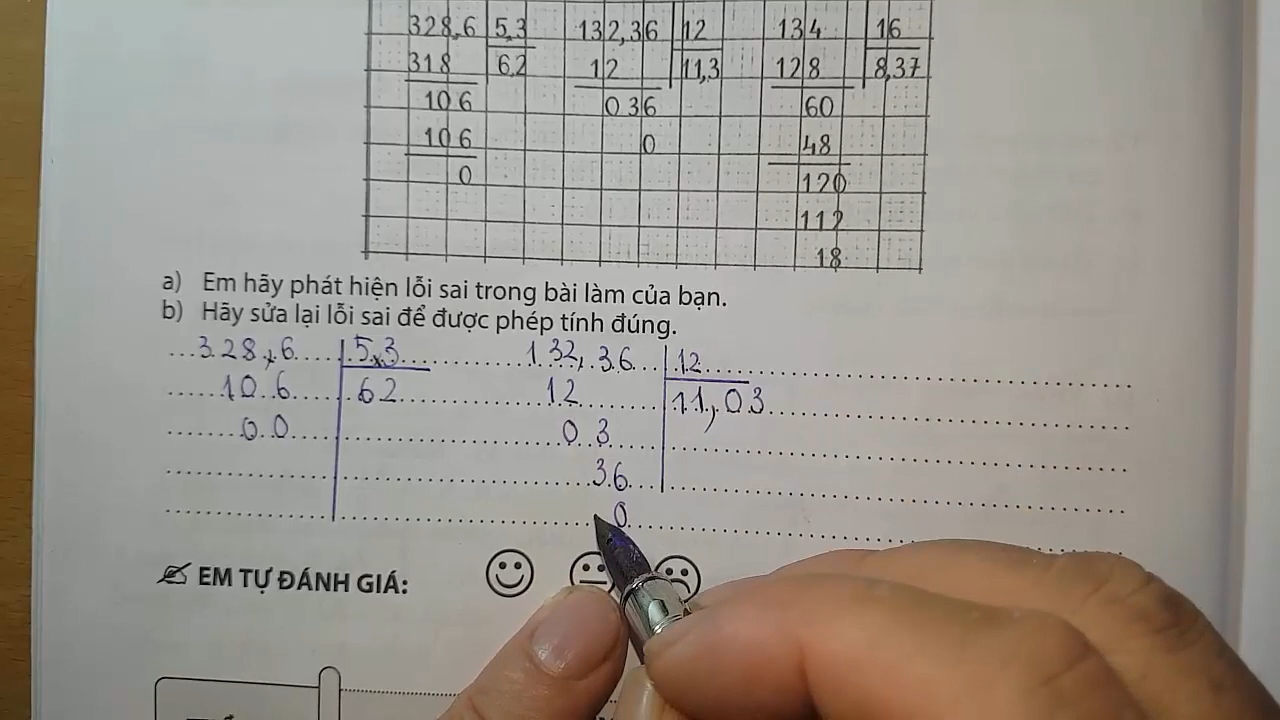 328,6 5,3 132,36 12 134 16
318 6,2 12 11,3 128 8,37
106 036 60
106 0 48
0 120
112
18
a) Em hãy phát hiện lỗi sai trong bài làm của bạn.
b) Hãy sửa lại lỗi sai để được phép tính đúng.
328,6 5,3 132,36 12
106 62 12 11,03
00 03
36
0
EM TỰ ĐÁNH GIÁ: